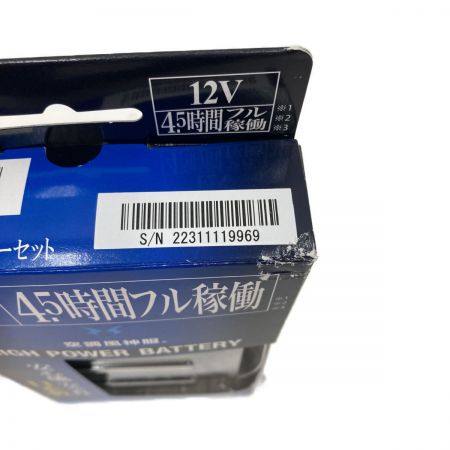 12V
4.5時間フル稼働
※1
※2
※3
S/N 22311119969
ーセット
4.5時間フル稼働
空調風神服
HIGH POWER BATTERY